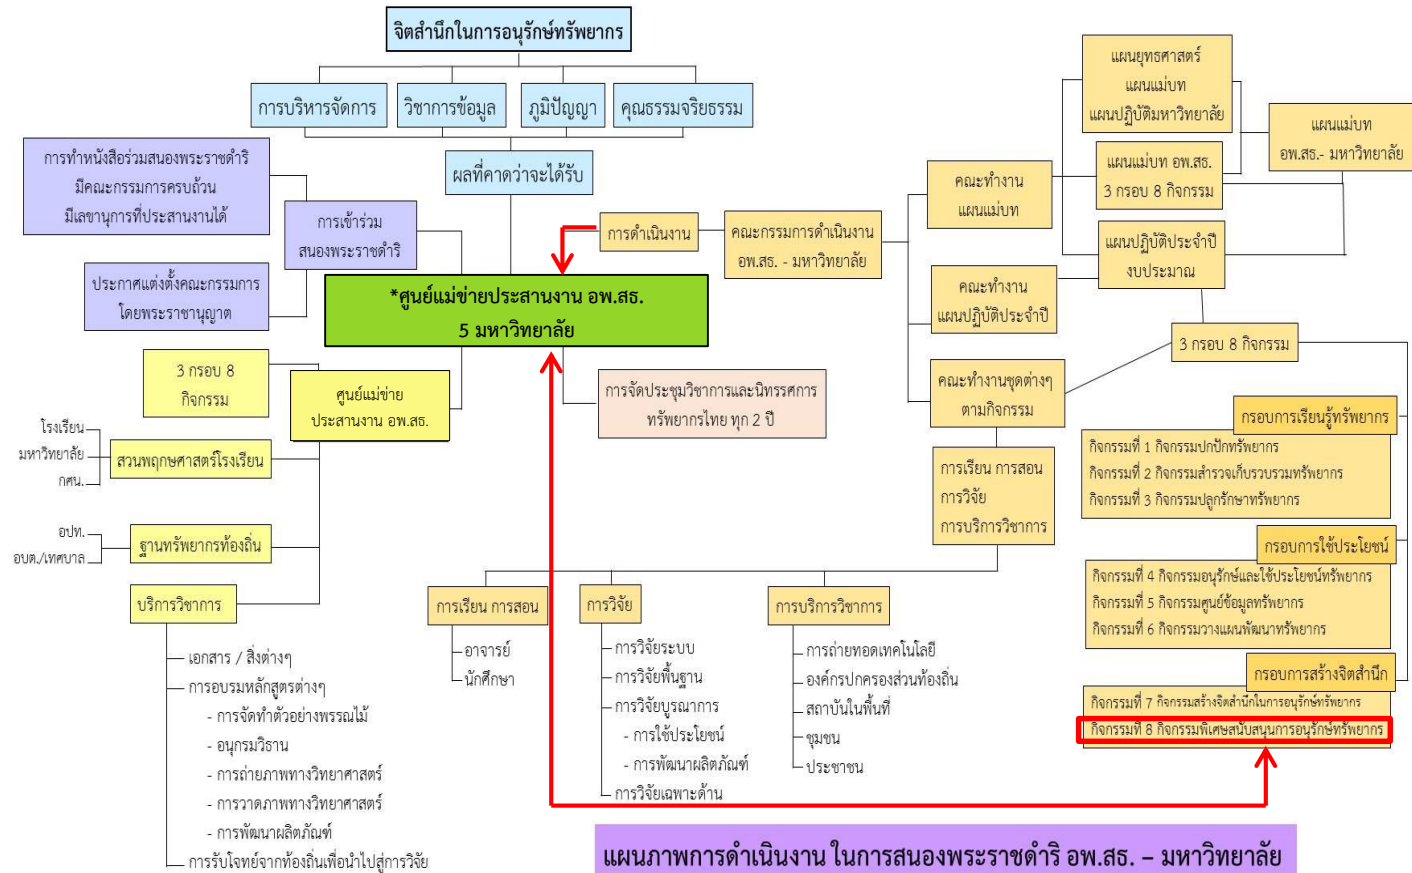 จิตสำนึกในการอนุรักษ์ทรัพยากร
การบริหารจัดการ
วิชาการข้อมูล
ภูมิปัญญา
คุณธรรมจริยธรรม
ผลที่คาดว่าจะได้รับ
การทำหนังสือร่วมสนองพระราชดำริ
มีคณะกรรมการครบถ้วน
มีเลขานุการที่ประสานงานได้
การเข้าร่วม
สนองพระราชดำริ
ประกาศแต่งตั้งคณะกรรมการ
โดยพระราชานุญาต
*ศูนย์แม่ข่ายประสานงาน อพ.สธ.
5 มหาวิทยาลัย
การดำเนินงาน
คณะกรรมการดำเนินงาน
อพ.สธ. - มหาวิทยาลัย
คณะทำงาน
แผนแม่บท
แผนยุทธศาสตร์
แผนแม่บท
แผนปฏิบัติมหาวิทยาลัย
แผนแม่บท อพ.สธ.
3 กรอบ 8 กิจกรรม
แผนแม่บท
อพ.สธ.- มหาวิทยาลัย
แผนปฏิบัติประจำปี
งบประมาณ
คณะทำงาน
แผนปฏิบัติประจำปี
3 กรอบ 8 กิจกรรม
คณะทำงานชุดต่างๆ
ตามกิจกรรม
3 กรอบ 8
กิจกรรม
ศูนย์แม่ข่าย
ประสานงาน อพ.สธ.
การจัดประชุมวิชาการและนิทรรศการ
ทรัพยากรไทย ทุก 2 ปี
โรงเรียน
มหาวิทยาลัย
กศน.
สวนพฤกษศาสตร์โรงเรียน
อปท.
อบต./เทศบาล
ฐานทรัพยากรท้องถิ่น
บริการวิชาการ
เอกสาร / สิ่งต่างๆ
การอบรมหลักสูตรต่างๆ
- การจัดทำตัวอย่างพรรณไม้
- อนุกรมวิธาน
- การถ่ายภาพทางวิทยาศาสตร์
- การวาดภาพทางวิทยาศาสตร์
- การพัฒนาผลิตภัณฑ์
การรับโจทย์จากท้องถิ่นเพื่อนำไปสู่การวิจัย
การเรียน การสอน
การวิจัย
การบริการวิชาการ
การเรียน การสอน
อาจารย์
นักศึกษา
การวิจัย
การวิจัยระบบ
การวิจัยพื้นฐาน
การวิจัยบูรณาการ
- การใช้ประโยชน์
- การพัฒนาผลิตภัณฑ์
การวิจัยเฉพาะด้าน
การบริการวิชาการ
การถ่ายทอดเทคโนโลยี
องค์กรปกครองส่วนท้องถิ่น
สถาบันในพื้นที่
ชุมชน
ประชาชน
กรอบการเรียนรู้ทรัพยากร
กิจกรรมที่ 1 กิจกรรมปกปักทรัพยากร
กิจกรรมที่ 2 กิจกรรมสำรวจเก็บรวบรวมทรัพยากร
กิจกรรมที่ 3 กิจกรรมปลูกรักษาทรัพยากร
กรอบการใช้ประโยชน์
กิจกรรมที่ 4 กิจกรรมอนุรักษ์และใช้ประโยชน์ทรัพยากร
กิจกรรมที่ 5 กิจกรรมศูนย์ข้อมูลทรัพยากร
กิจกรรมที่ 6 กิจกรรมวางแผนพัฒนาทรัพยากร
กรอบการสร้างจิตสำนึก
กิจกรรมที่ 7 กิจกรรมสร้างจิตสำนึกในการอนุรักษ์ทรัพยากร
กิจกรรมที่ 8 กิจกรรมพิเศษสนับสนุนการอนุรักษ์ทรัพยากร
แผนภาพการดำเนินงาน ในการสนองพระราชดำริ อพ.สธ. – มหาวิทยาลัย